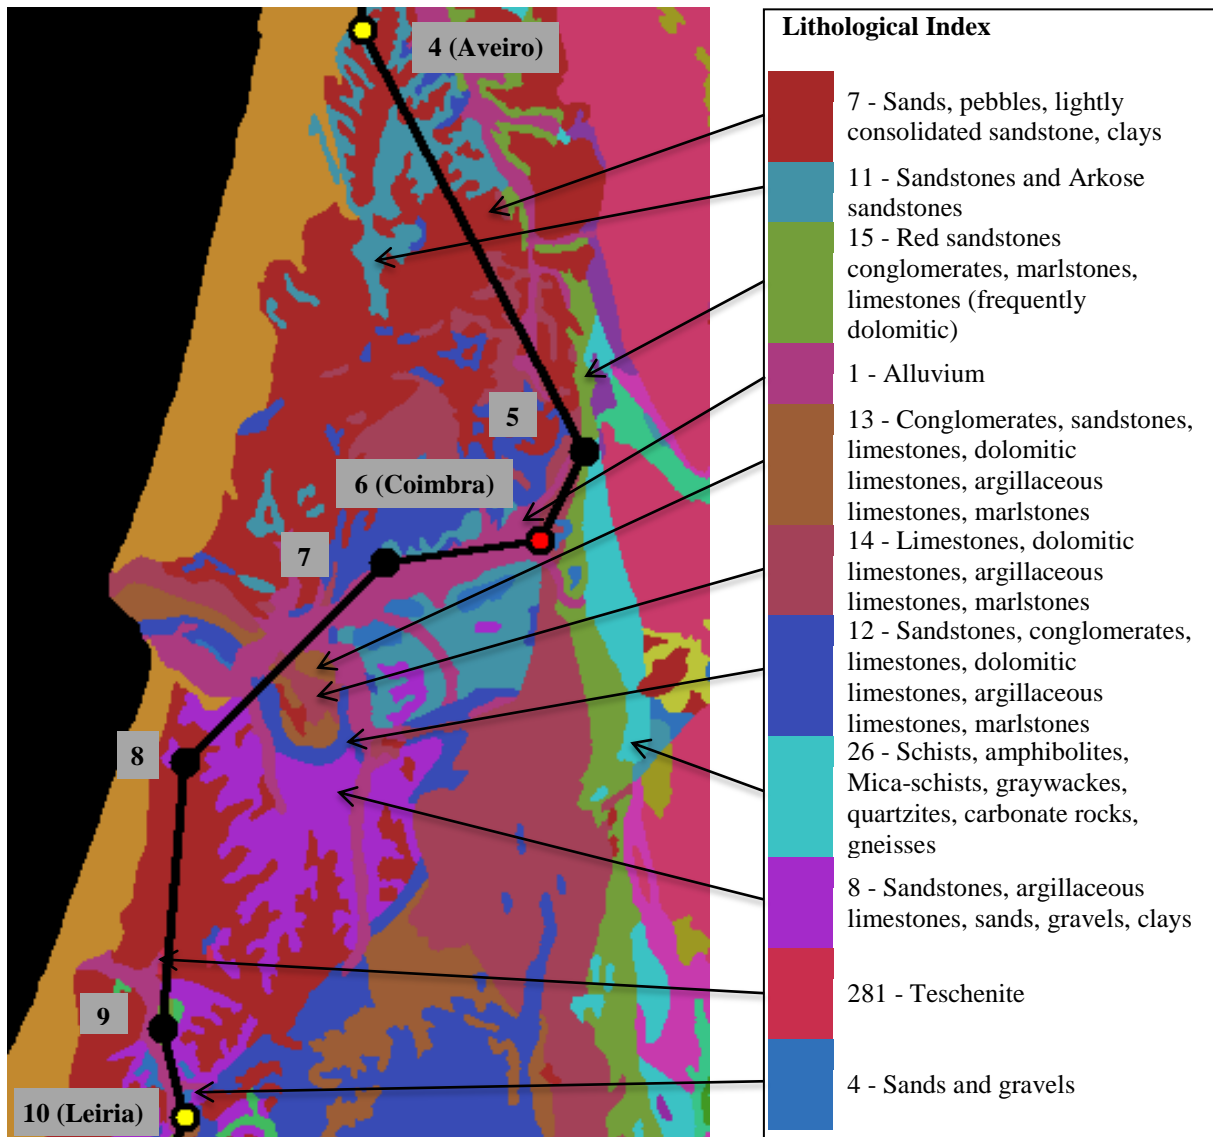 4 (Aveiro)
5
6 (Coimbra)
7
8
9
10 (Leiria)
Lithological Index
7 - Sands, pebbles, lightly
consolidated sandstone, clays
11 - Sandstones and Arkose
sandstones
15 - Red sandstones
conglomerates, marlstones,
limestones (frequently
dolomitic)
1 - Alluvium
13 - Conglomerates, sandstones,
limestones, dolomitic
limestones, argillaceous
limestones, marlstones
14 - Limestones, dolomitic
limestones, argillaceous
limestones, marlstones
12 - Sandstones, conglomerates,
limestones, dolomitic
limestones, argillaceous
limestones, marlstones
26 - Schists, amphibolites,
Mica-schists, graywackes,
quartzites, carbonate rocks,
gneisses
8 - Sandstones, argillaceous
limestones, sands, gravels, clays
281 - Teschenite
4 - Sands and gravels